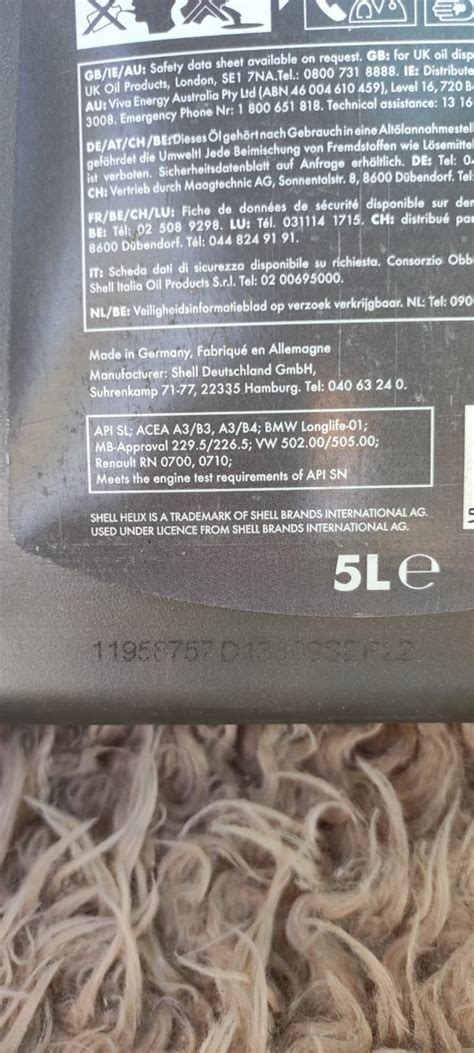 GB/IE/AU: Safety data sheet available on request. GB: for UK oil disp
UK Oil Products, London, SE1 7NA.Tel.: 0800 731 8888. IE: Distribute
AU: Viva Energy Australia Pty Ltd (ABN 46 004 610 459), Level 16, 720 B
3008. Emergency Phone Nr: 1 800 651 818. Technical assistance: 13 16
DE/AT/CH/BE:Dieses Öl gehört nach Gebrauch in eine Altölannahmestel
gefährdet die Umwelt! Jede Beimischung von Fremdstoffen wie Lösemitte
ist verboten. Sicherheitsdatenblatt auf Anfrage erhältlich. DE: Tel: 04
CH: Vertrieb durch Maagtechnic AG, Sonnentalstr. 8, 8600 Dübendorf. Tel:
FR/BE/CH/LU: Fiche de données de sécurité disponible sur der
BE: Tél: 02 508 9298. LU: Tél. 031114 1715. CH: distribué pa
8600 Dübendorf. Tél: 044 824 91 91.
IT: Scheda dati di sicurezza disponibile su richiesta. Consorzio Obb
Shell Italia Oil Products S.r.l. Tel: 02 00695000.
NL/BE: Veiligheidsinformatieblad op verzoek verkrijgbaar. NL: Tel: 090
Made in Germany, Fabriqué en Allemagne
Manufacturer: Shell Deutschland GmbH,
Suhrenkamp 71-77, 22335 Hamburg. Tel: 040 63 24 0.
API SL; ACEA A3/B3, A3/B4; BMW Longlife-01;
MB-Approval 229.5/226.5; VW 502.00/505.00;
Renault RN 0700, 0710;
Meets the engine test requirements of API SN
SHELL HELIX IS A TRADEMARK OF SHELL BRANDS INTERNATIONAL AG.
USED UNDER LICENCE FROM SHELL BRANDS INTERNATIONAL AG.
5L e
11958757